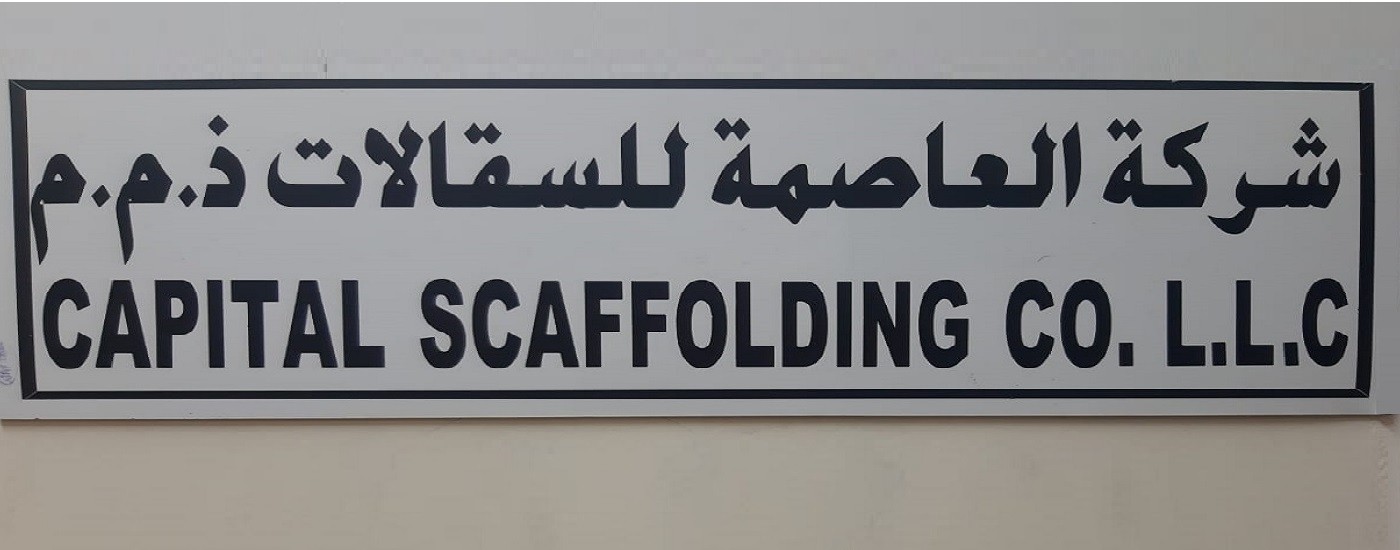 شركة العاصمة للسقالات ذ.م.م
CAPITAL SCAFFOLDING CO. L.L.C